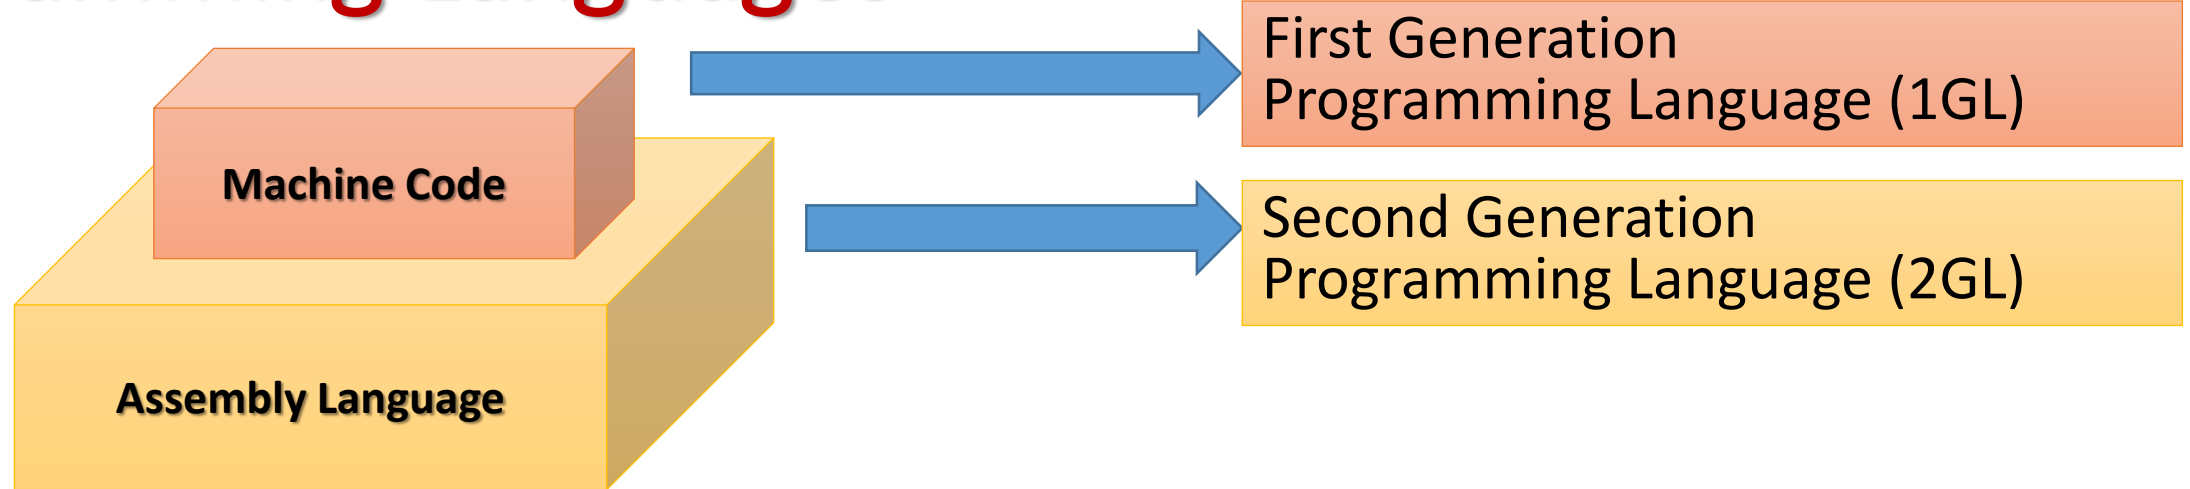 Machine Code
Assembly Language
First Generation
Programming Language (1GL)
Second Generation
Programming Language (2GL)